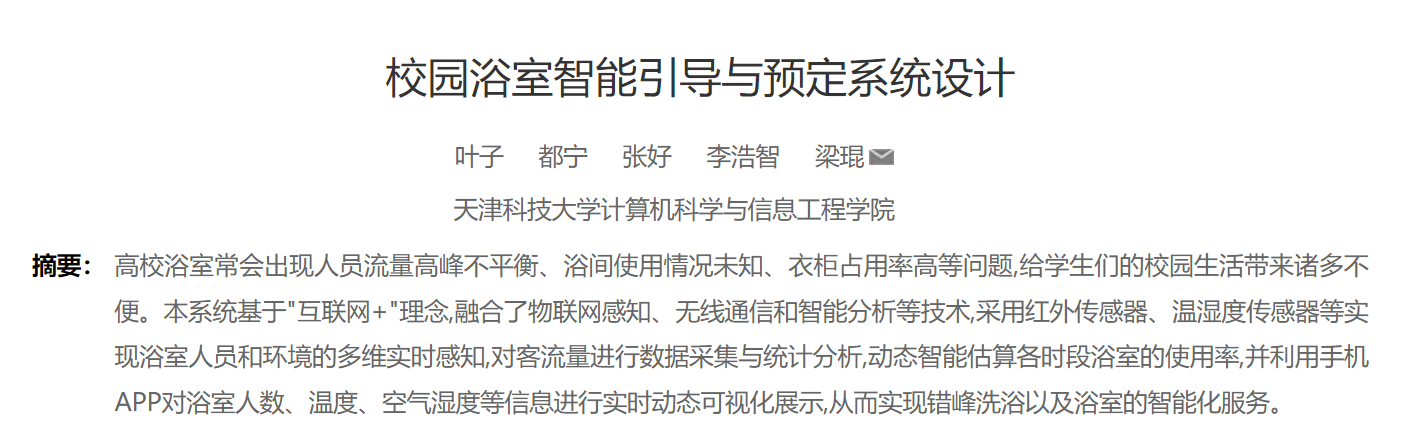 校园浴室智能引导与预定系统设计
叶子 都宁 张好 李浩智 梁琨
天津科技大学计算机科学与信息工程学院
摘要： 高校浴室常会出现人员流量高峰不平衡、浴间使用情况未知、衣柜占用率高等问题,给学生们的校园生活带来诸多不
便。本系统基于"互联网+"理念,融合了物联网感知、无线通信和智能分析等技术,采用红外传感器、温湿度传感器等实
现浴室人员和环境的多维实时感知,对客流量进行数据采集与统计分析,动态智能估算各时段浴室的使用率,并利用手机
APP对浴室人数、温度、空气湿度等信息进行实时动态可视化展示,从而实现错峰洗浴以及浴室的智能化服务。